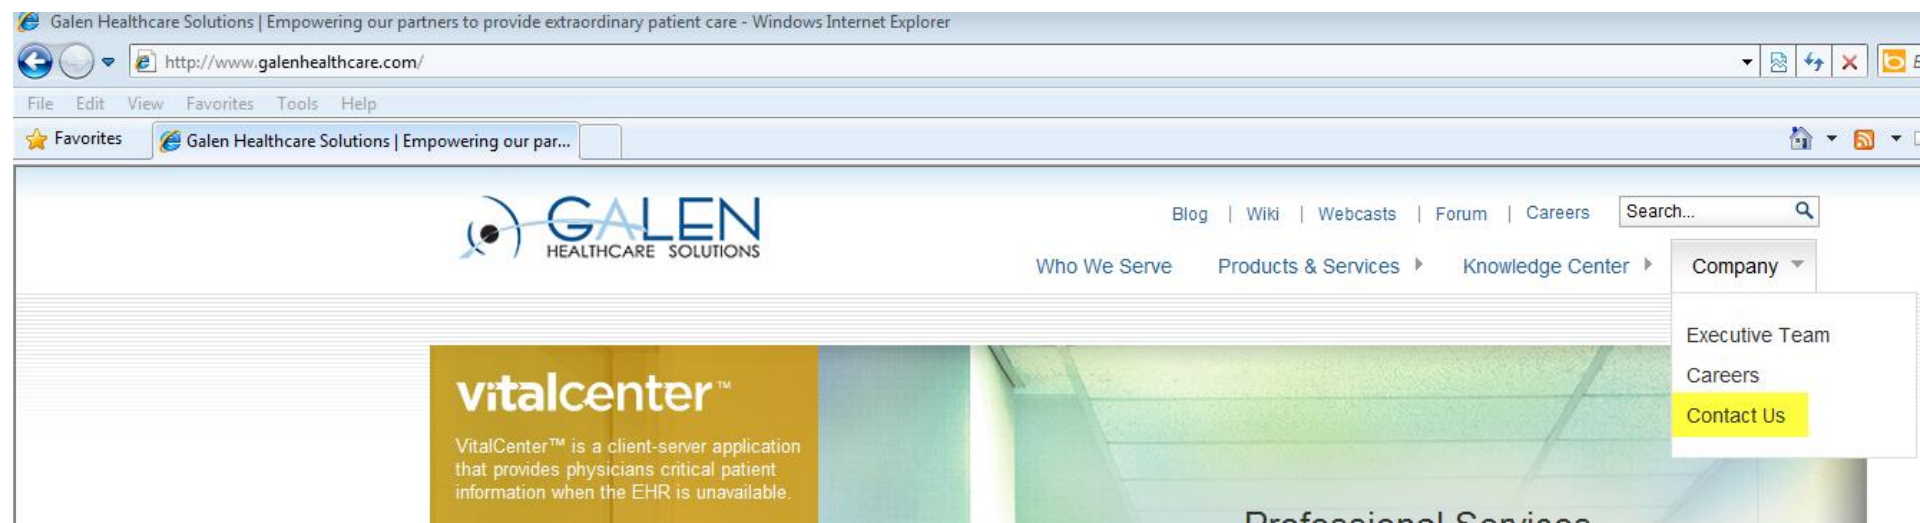 Galen Healthcare Solutions | Empowering our partners to provide extraordinary patient care - Windows Internet Explorer
http://www.galenhealthcare.com/
File Edit View Favorites Tools Help
Favorites Galen Healthcare Solutions | Empowering our par...
GALEN
HEALTHCARE SOLUTIONS
Blog | Wiki | Webcasts | Forum | Careers Search...
Who We Serve Products & Services Knowledge Center Company
Executive Team
Careers
Contact Us
vitalcenter™
VitalCenter™ is a client-server application
that provides physicians critical patient
information when the EHR is unavailable.
Professional Services